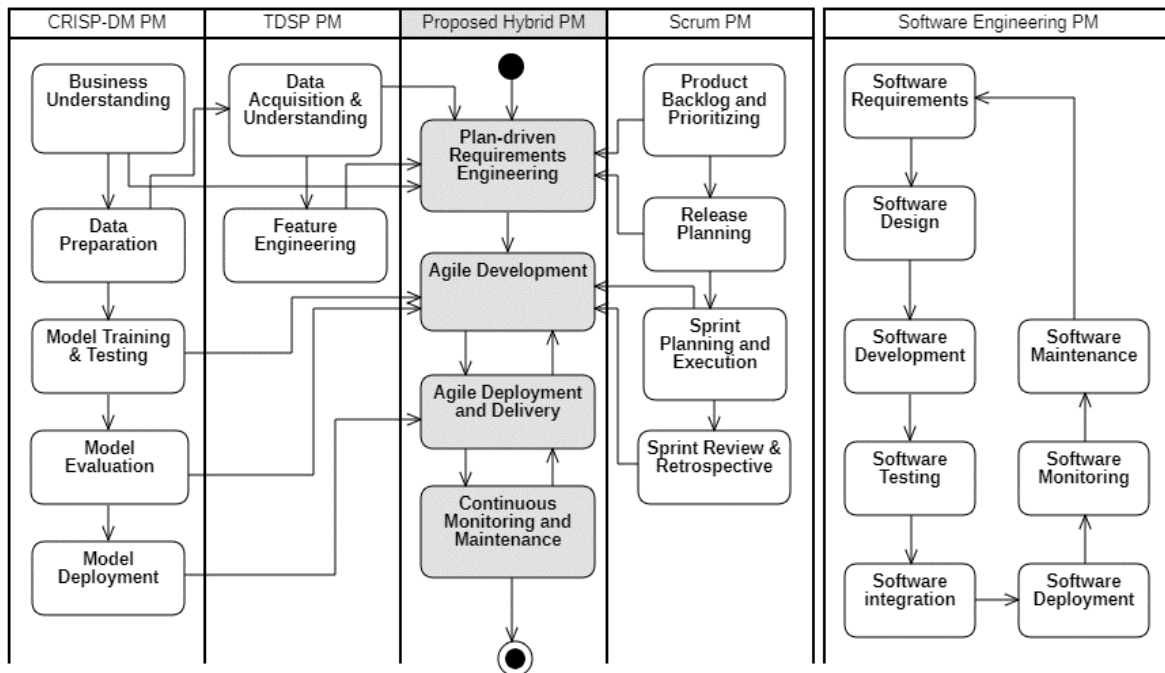 CRISP-DM PM
TDSP PM
Proposed Hybrid PM
Scrum PM
Software Engineering PM
Business
Understanding
Data
Preparation
Model Training
& Testing
Model
Evaluation
Model
Deployment
Data
Acquisition &
Understanding
Feature
Engineering
Plan-driven
Requirements
Engineering
Agile Development
Agile Deployment
and Delivery
Continuous
Monitoring and
Maintenance
Product
Backlog and
Prioritizing
Release
Planning
Sprint
Planning and
Execution
Sprint Review &
Retrospective
Software
Requirements
Software
Design
Software
Development
Software
Testing
Software
integration
Software
Deployment
Software
Monitoring
Software
Maintenance